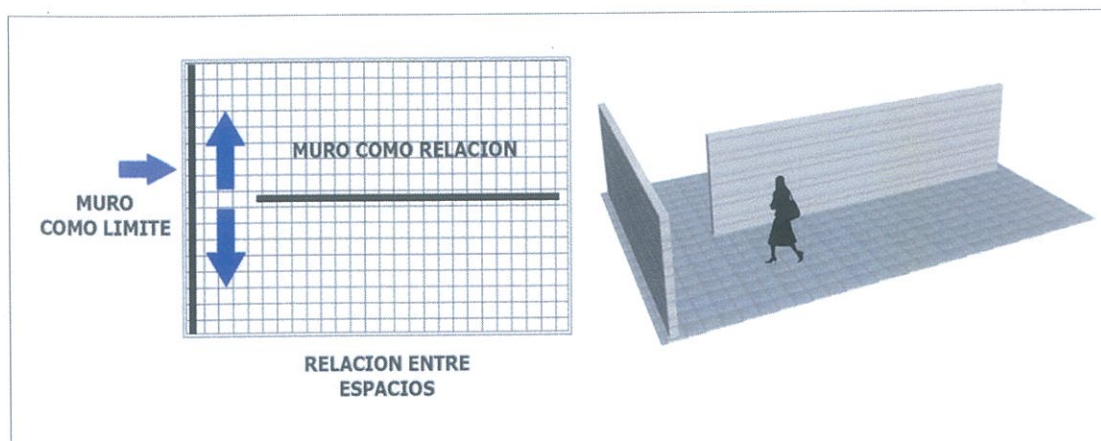 MURO COMO RELACION
MURO
COMO LIMITE
RELACION ENTRE
ESPACIOS